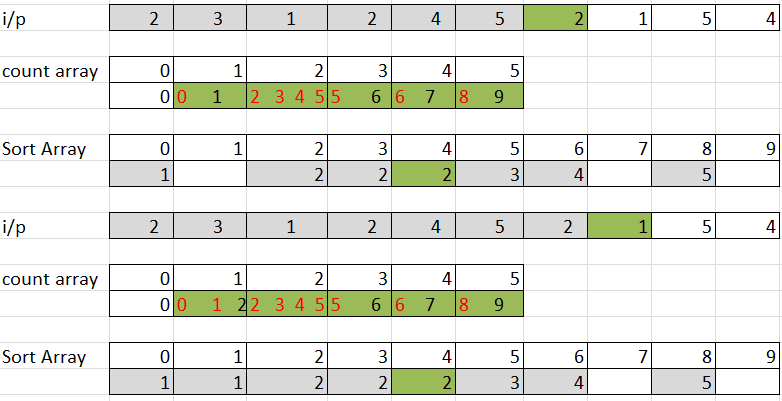 i/p 2 3 1 2 4 5 2 1 5 4
count array 0 1 2 3 4 5
0 0 1 2 3 4 5 5 6 6 7 8 9
Sort Array 0 1 2 3 4 5 6 7 8 9
1 2 2 2 3 4 5
i/p 2 3 1 2 4 5 2 1 5 4
count array 0 1 2 3 4 5
0 0 1 2 2 3 4 5 5 6 6 7 8 9
Sort Array 0 1 2 3 4 5 6 7 8 9
1 1 2 2 2 3 4 5